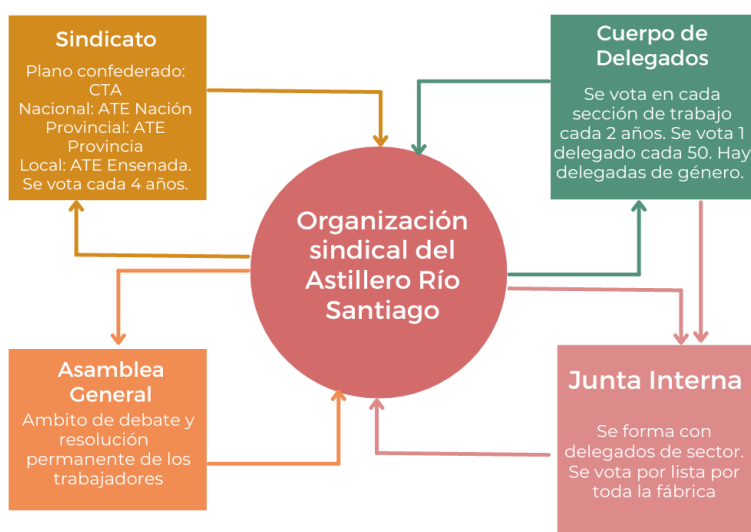 Sindicato
Plano confederado:
CTA
Nacional: ATE Nación
Provincial: ATE
Provincia
Local: ATE Ensenada.
Se vota cada 4 años.
Cuerpo de
Delegados
Se vota en cada
sección de trabajo
cada 2 años. Se vota 1
delegado cada 50. Hay
delegadas de género.
Organización
sindical del
Astillero Río
Santiago
Asamblea
General
Ambito de debate y
resolución
permanente de los
trabajadores
Junta Interna
Se forma con
delegados de sector.
Se vota por lista por
toda la fábrica